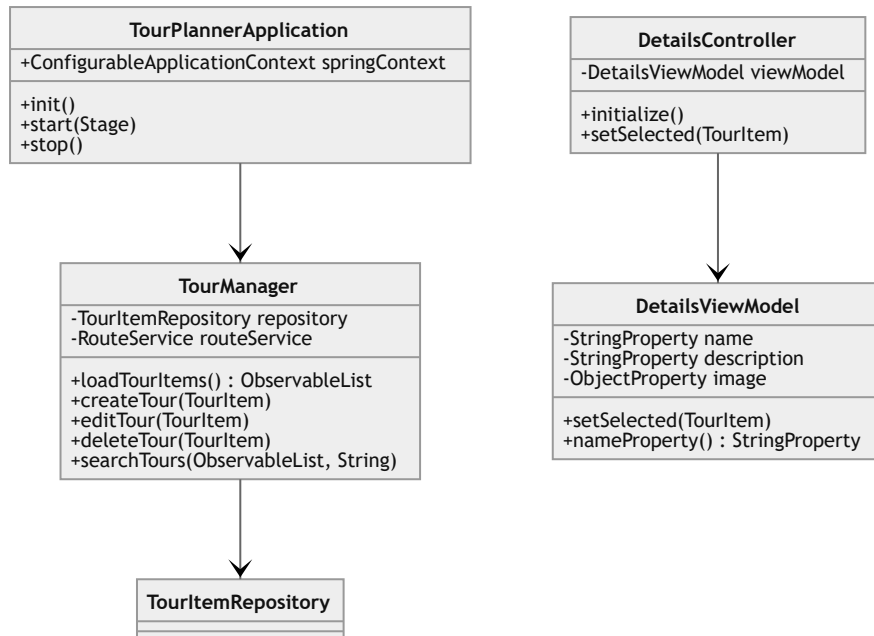 TourPlannerApplication
+ConfigurableApplicationContext springContext
+init()
+start(Stage)
+stop()
DetailsController
-DetailsViewModel viewModel
+initialize()
+setSelected(TourItem)
TourManager
-TourItemRepository repository
-RouteService routeService
+loadTourItems() : ObservableList
+createTour(TourItem)
+editTour(TourItem)
+deleteTour(TourItem)
+searchTours(ObservableList, String)
DetailsViewModel
-StringProperty name
-StringProperty description
-ObjectProperty image
+setSelected(TourItem)
+nameProperty() : StringProperty
TourItemRepository